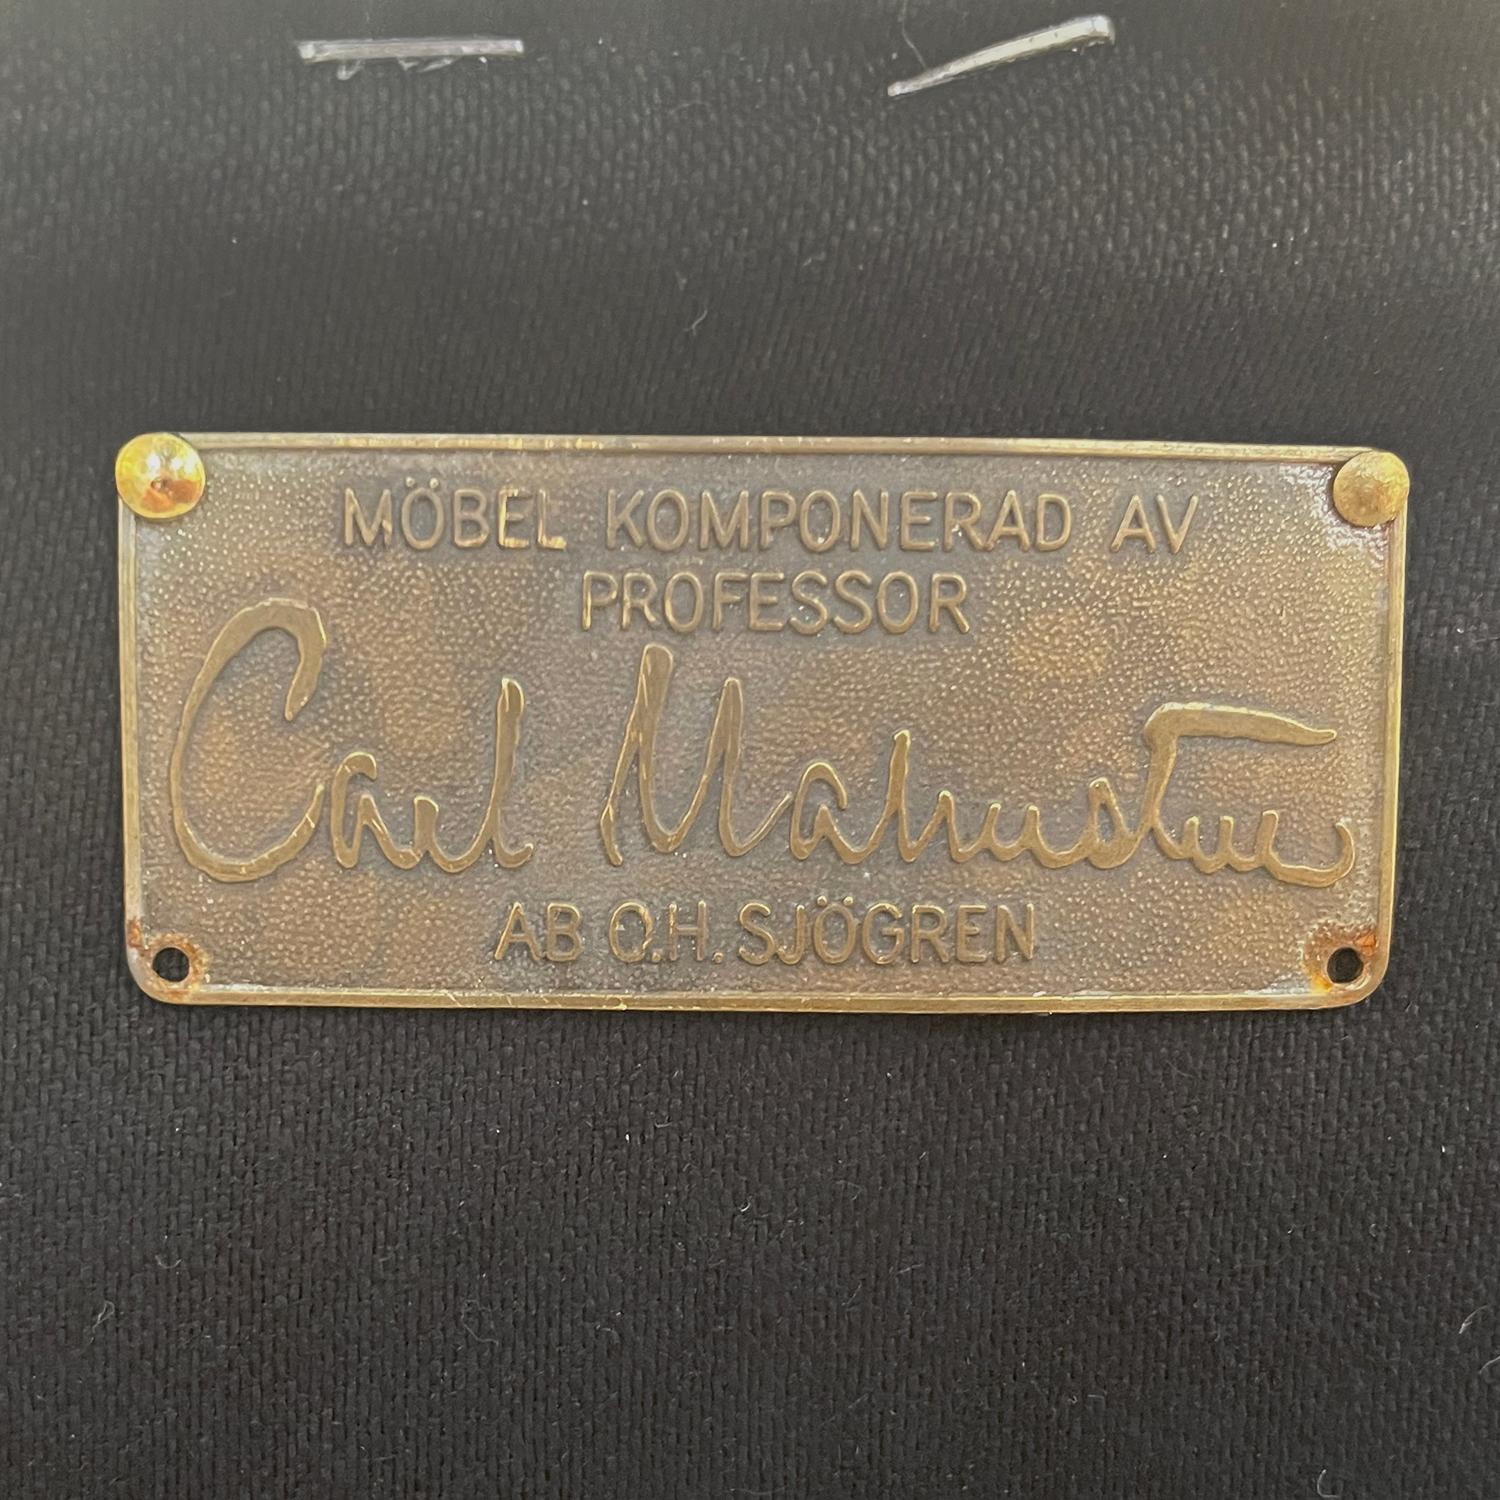 MÖBEL KOMPONERAD AV
PROFESSOR
Carl Malmsten
AB O.H. SJÖGREN